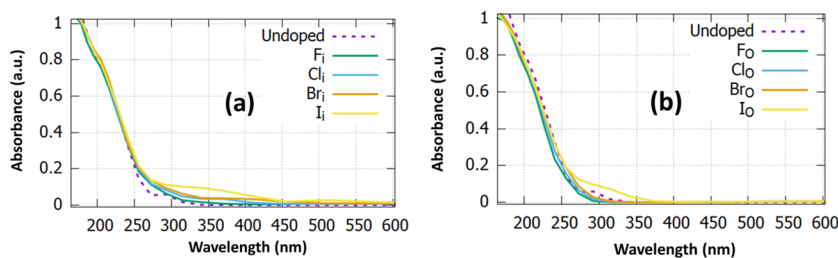 1
0.8
0.6
0.4
0.2
0
Absorbance (a.u.)
Undoped
Fi
Cli
Bri
Ii
(a)
200 250 300 350 400 450 500 550 600
Wavelength (nm)
1
0.8
0.6
0.4
0.2
0
Absorbance (a.u.)
Undoped
FO
ClO
BrO
IO
(b)
200 250 300 350 400 450 500 550 600
Wavelength (nm)